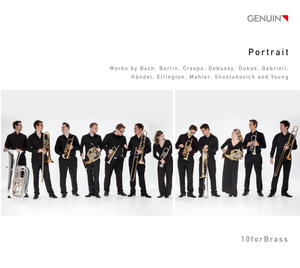 GENUIN
Portrait
Works by Bach, Berlin, Crespo, Debussy, Dukas, Gabrieli,
Händel, Ellington, Mahler, Shostakovich and Young
10forBrass